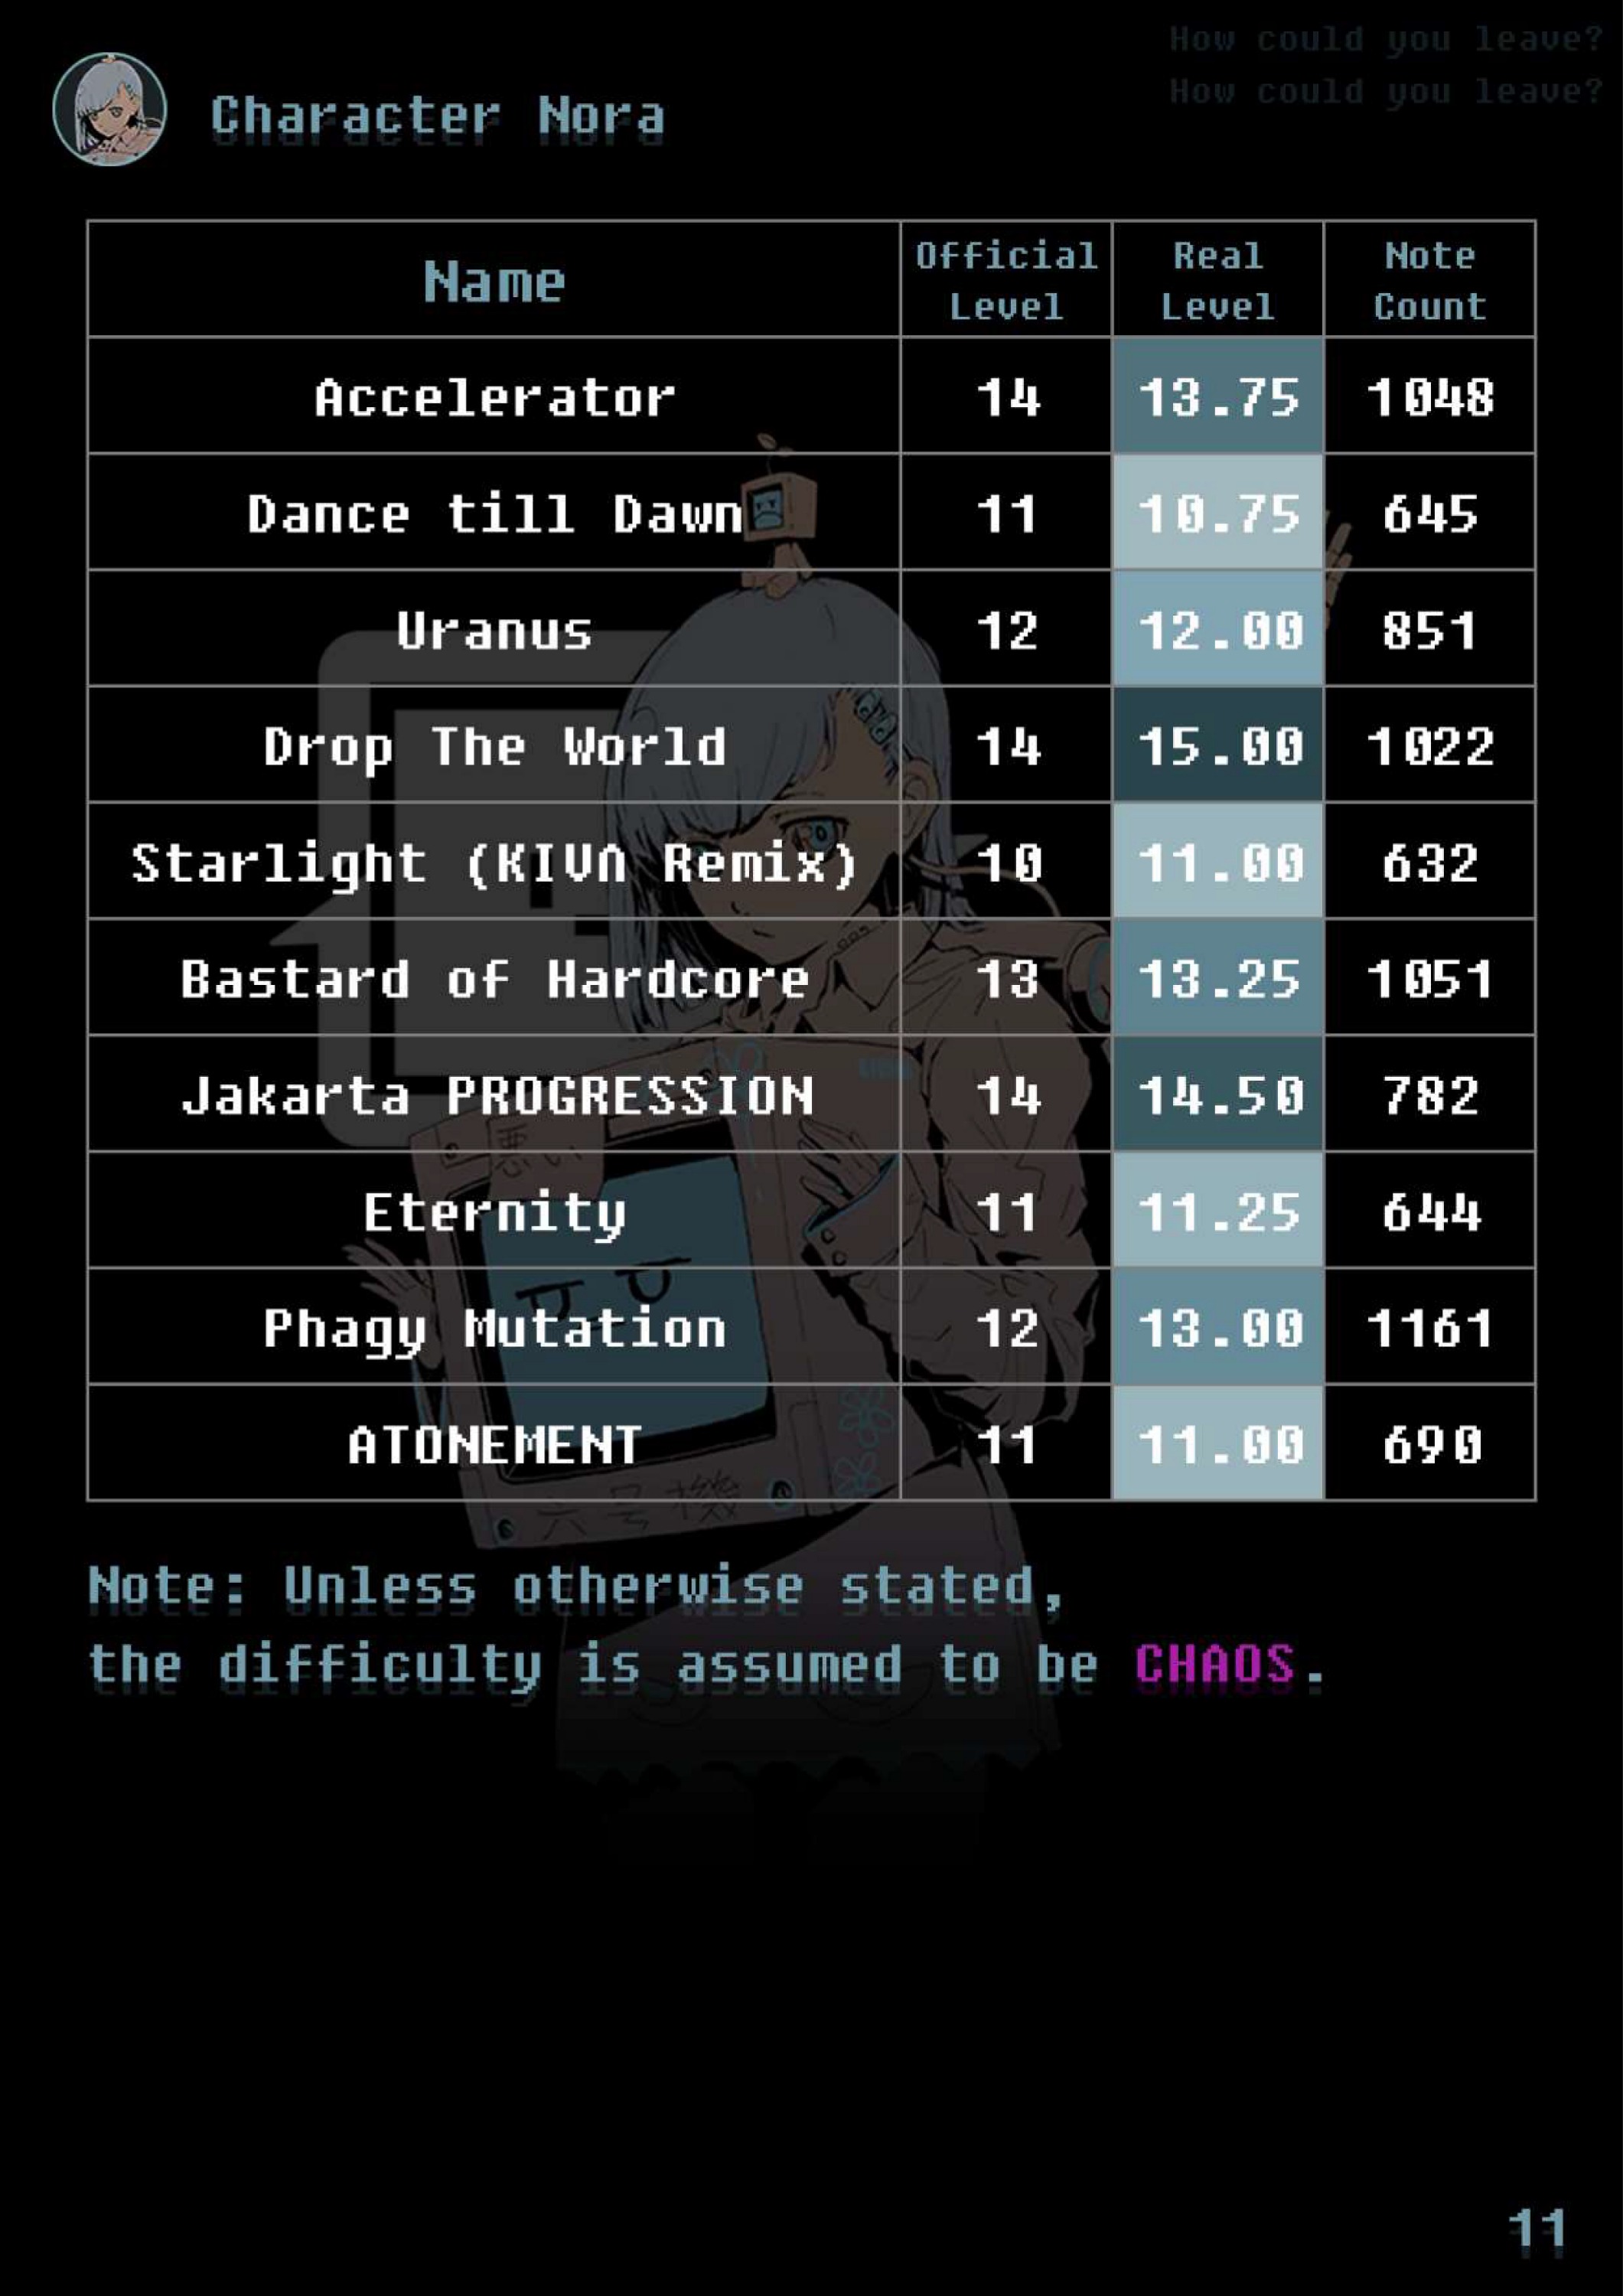 How could you leave?
How could you leave?
Character Nora
Name Official Level Real Level Note Count
Accelerator 14 13.75 1048
Dance till Dawn 11 10.75 645
Uranus 12 12.00 851
Drop The World 14 15.00 1022
Starlight (KIVΛ Remix) 10 11.00 632
Bastard of Hardcore 13 13.25 1051
Jakarta PROGRESSION 14 14.50 782
Eternity 11 11.25 644
Phagy Mutation 12 13.00 1161
ATONEMENT 11 11.00 690
六号機
Note: Unless otherwise stated,
the difficulty is assumed to be CHAOS.
11